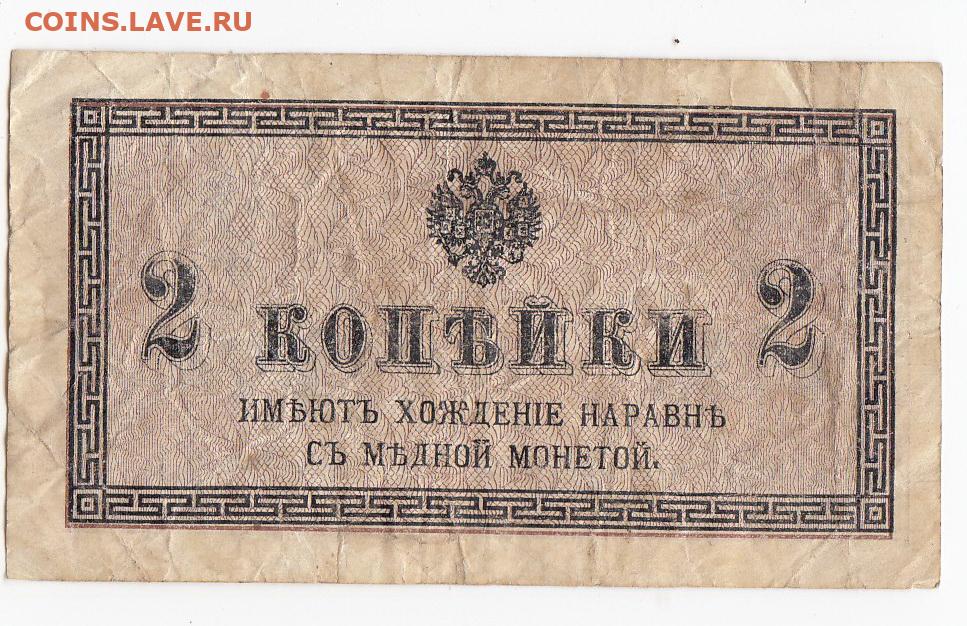 COINS.LAVE.RU
2 КОПѢЙКИ 2
ИМѢЮТЪ ХОЖДЕНІЕ НАРАВНѢ
СЪ МѢДНОЙ МОНЕТОЙ.